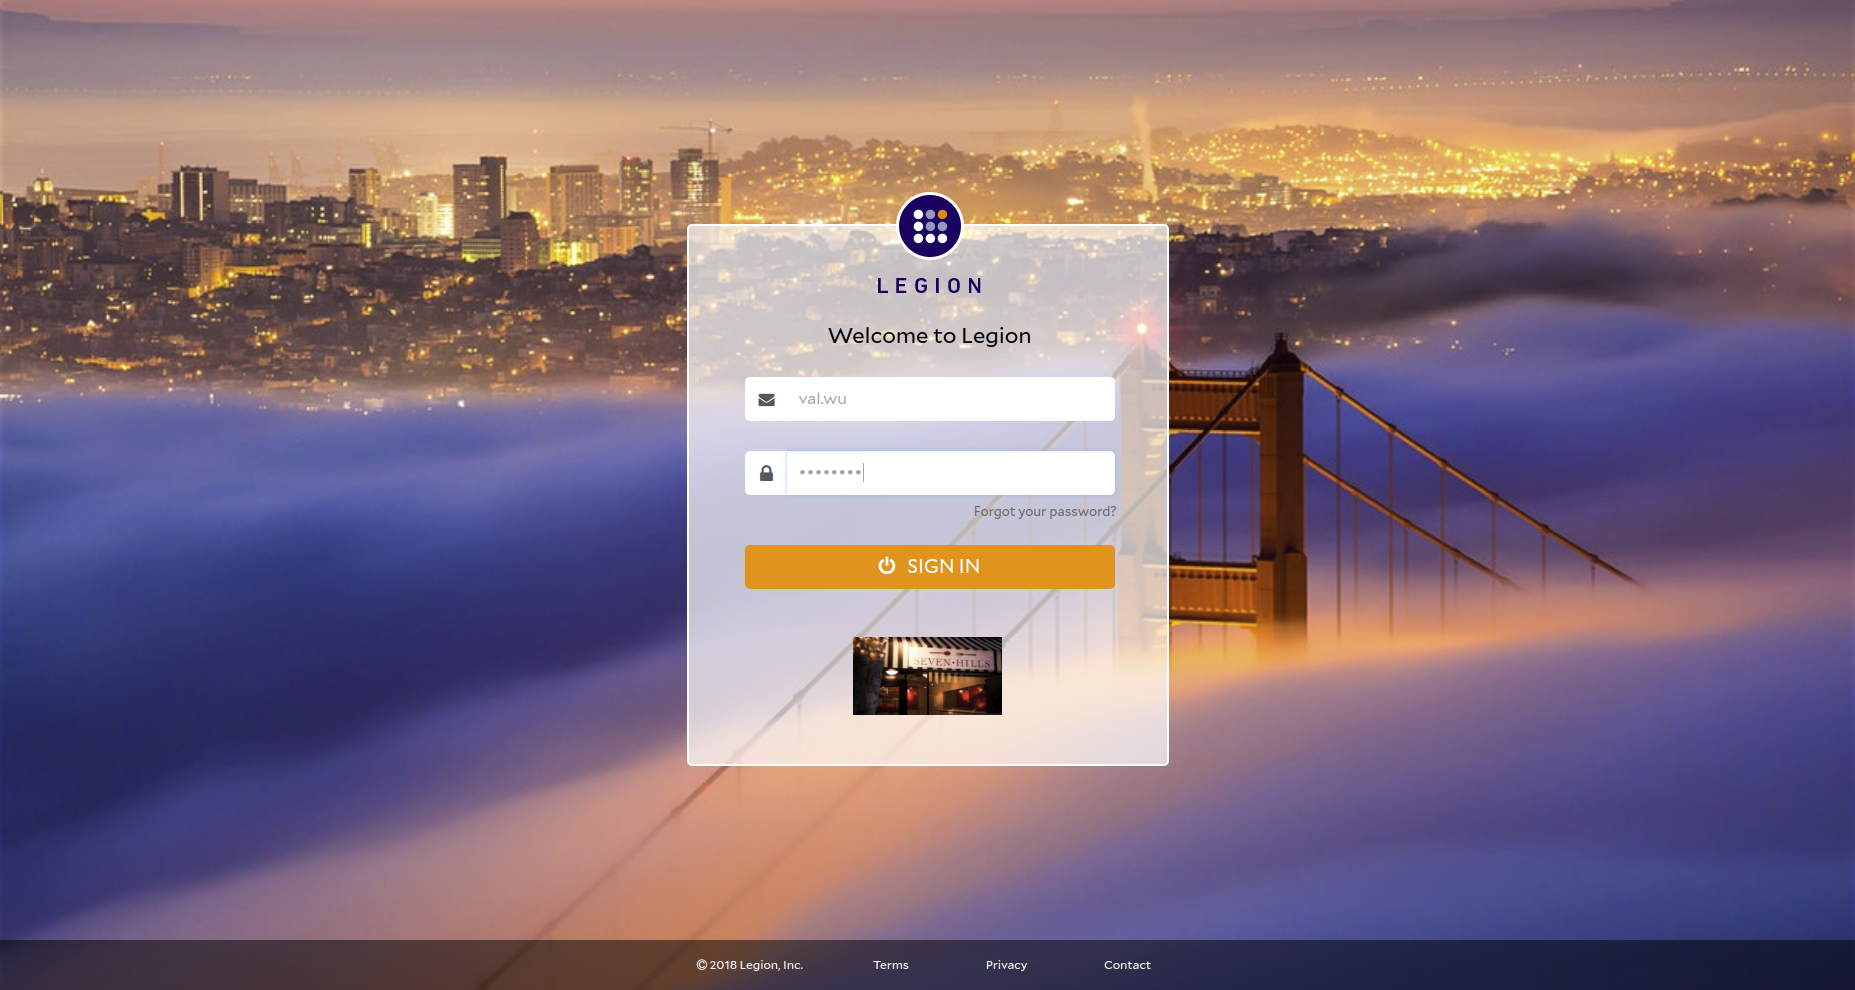 LEGION
Welcome to Legion
val.wu
••••••••
Forgot your password?
SIGN IN
SEVEN•HILLS
© 2018 Legion, Inc. Terms Privacy Contact